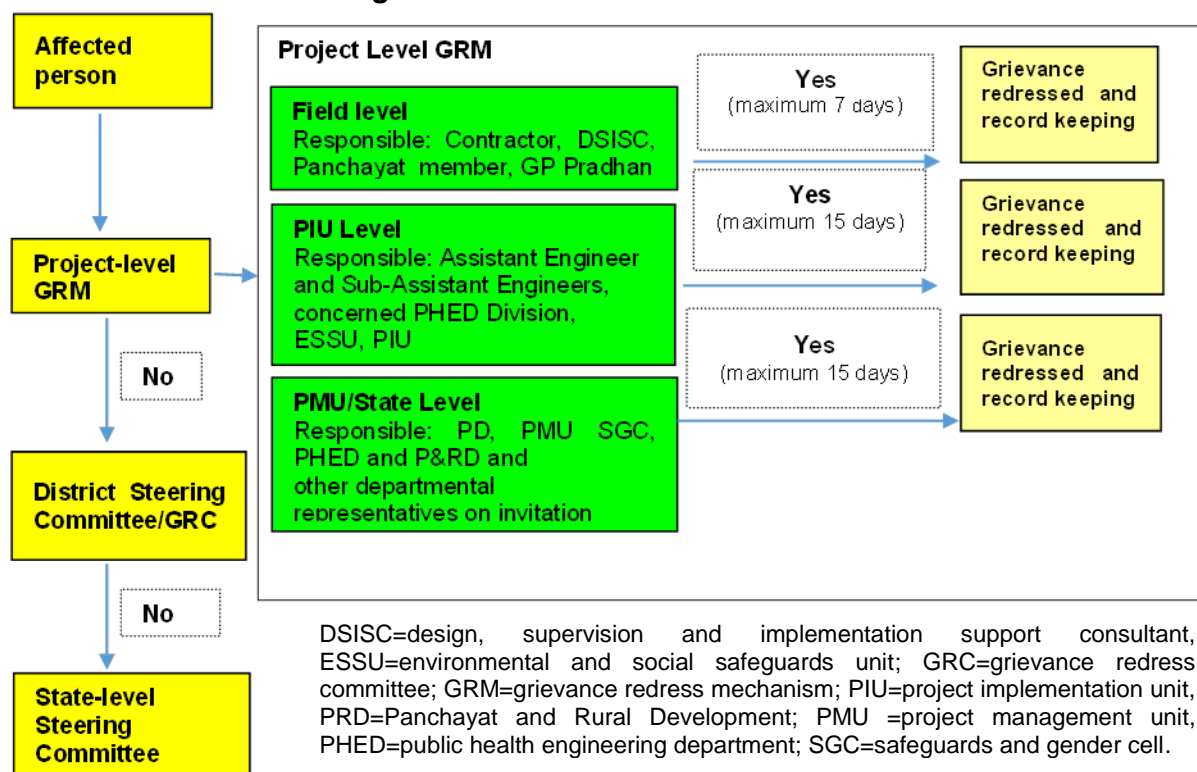 Affected
person
Project-level
GRM
No
District Steering
Committee/GRC
No
State-level
Steering
Committee
Project Level GRM
Field level
Responsible: Contractor, DSISC,
Panchayat member, GP Pradhan
Yes
(maximum 7 days)
Grievance
redressed and
record keeping
PIU Level
Responsible: Assistant Engineer
and Sub-Assistant Engineers,
concerned PHED Division,
ESSU, PIU
Yes
(maximum 15 days)
Grievance
redressed and
record keeping
PMU/State Level
Responsible: PD, PMU SGC,
PHED and P&RD and
other departmental
representatives on invitation
Yes
(maximum 15 days)
Grievance
redressed and
record keeping
DSISC=design, supervision and implementation support consultant,
ESSU=environmental and social safeguards unit; GRC=grievance redress
committee; GRM=grievance redress mechanism; PIU=project implementation unit,
PRD=Panchayat and Rural Development; PMU =project management unit,
PHED=public health engineering department; SGC=safeguards and gender cell.